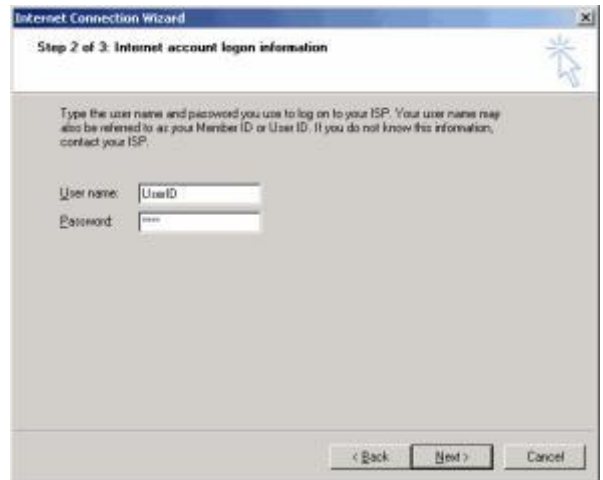 Internet Connection Wizard
Step 2 of 3: Internet account logon information
Type the user name and password you use to log on to your ISP. Your user name may
also be referred to as your Member ID or User ID. If you do not know this information,
contact your ISP.
User name: UserID
Password: ****
< Back Next > Cancel